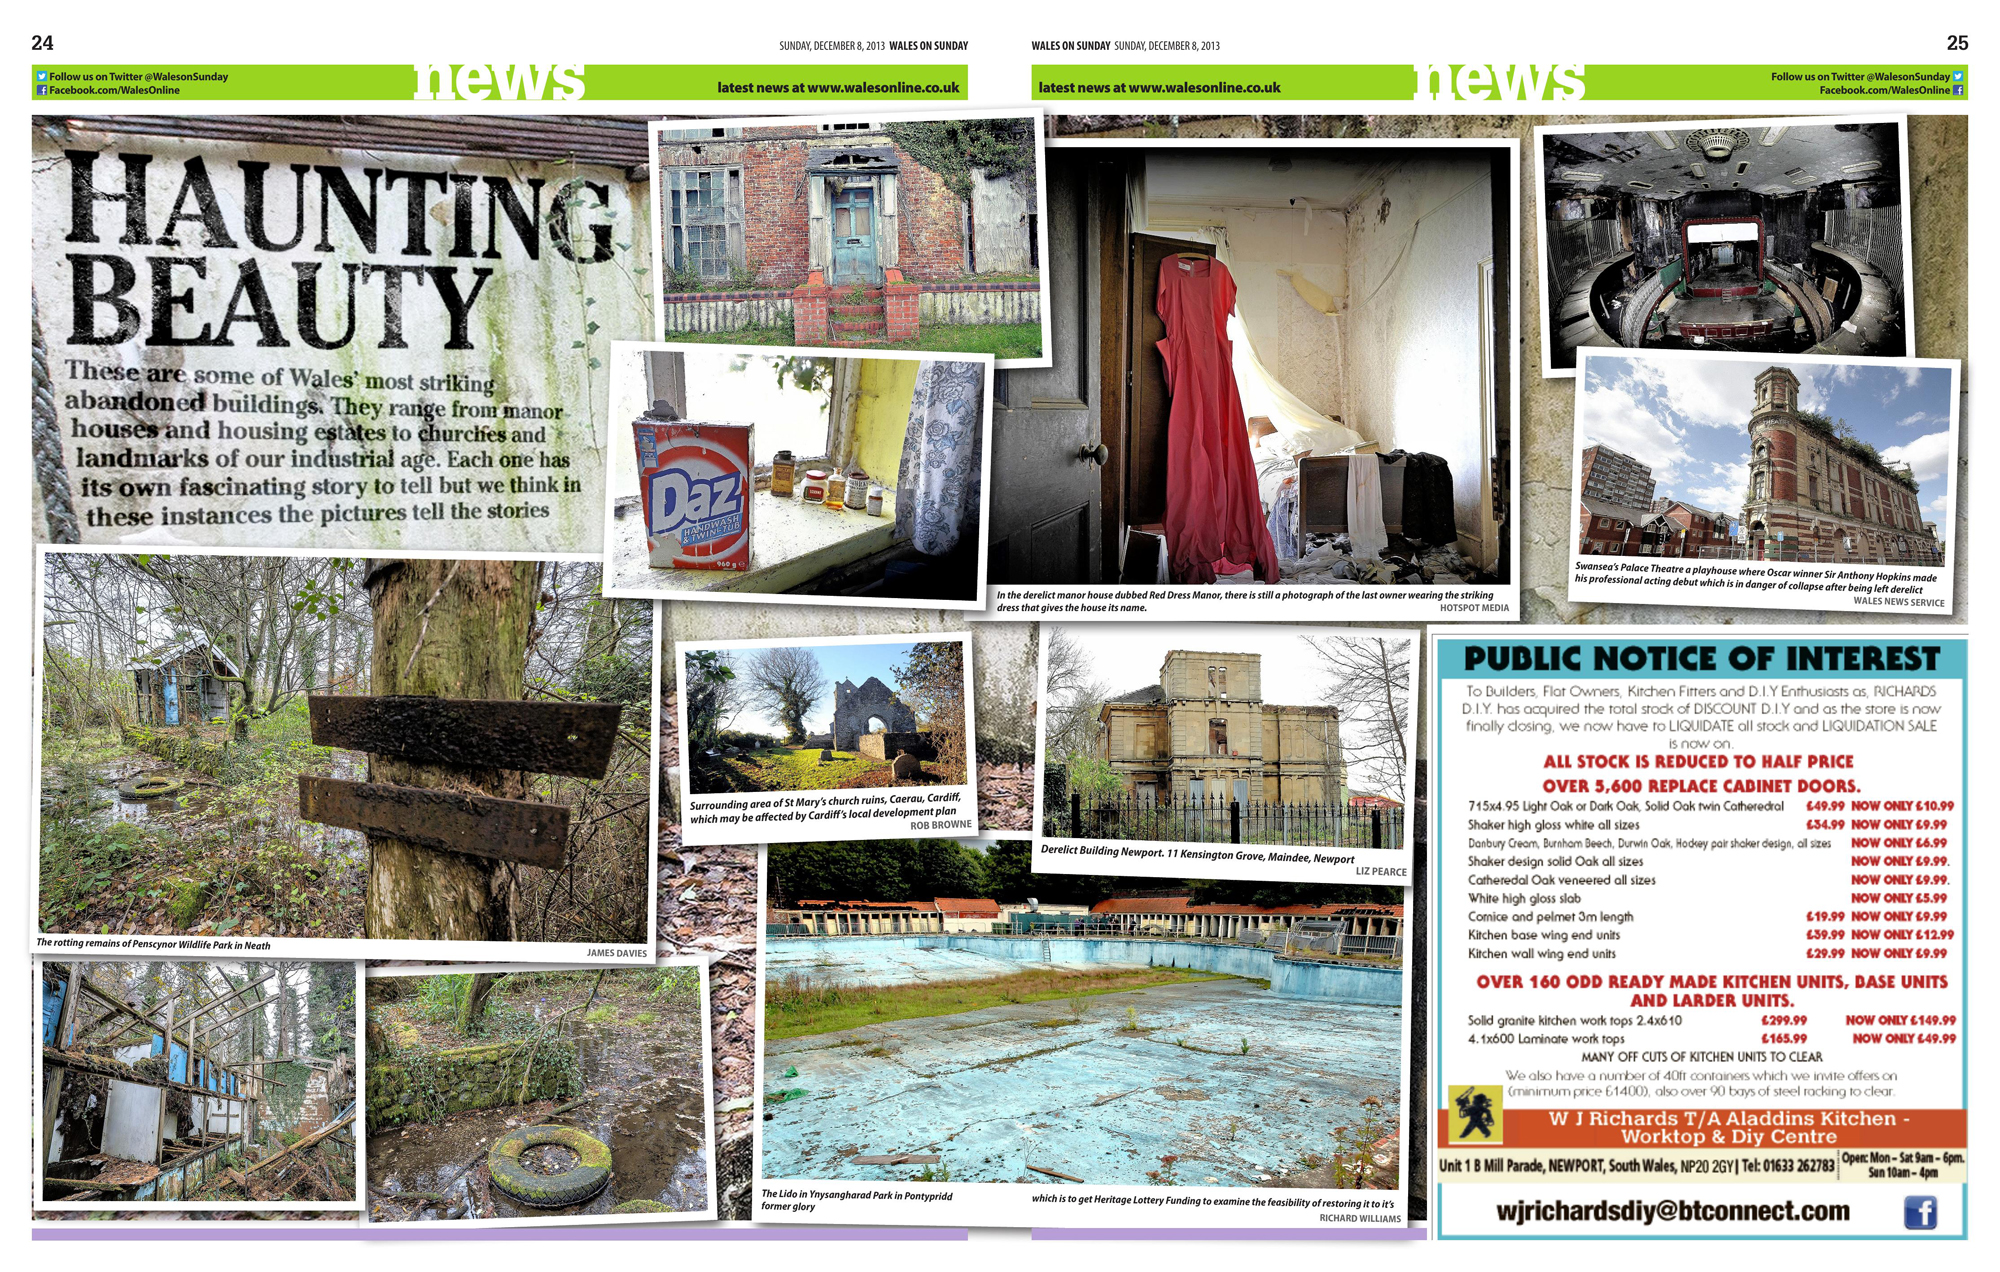 24
SUNDAY, DECEMBER 8, 2013 WALES ON SUNDAY
Follow us on Twitter @WalesonSunday
Facebook.com/WalesOnline
news
latest news at www.walesonline.co.uk
HAUNTING
BEAUTY
These are some of Wales' most striking
abandoned buildings. They range from manor
houses and housing estates to churches and
landmarks of our industrial age. Each one has
its own fascinating story to tell but we think in
these instances the pictures tell the stories
Daz
HANDWASH
& TWIN TUB
960 g e
The rotting remains of Penscynor Wildlife Park in Neath
JAMES DAVIES
Surrounding area of St Mary's church ruins, Caerau, Cardiff,
which may be affected by Cardiff's local development plan
ROB BROWNE
WALES ON SUNDAY SUNDAY, DECEMBER 8, 2013
25
latest news at www.walesonline.co.uk
news
Follow us on Twitter @WalesonSunday
Facebook.com/WalesOnline
In the derelict manor house dubbed Red Dress Manor, there is still a photograph of the last owner wearing the striking
dress that gives the house its name.
HOTSPOT MEDIA
Swansea's Palace Theatre a playhouse where Oscar winner Sir Anthony Hopkins made
his professional acting debut which is in danger of collapse after being left derelict
WALES NEWS SERVICE
Derelict Building Newport. 11 Kensington Grove, Maindee, Newport
LIZ PEARCE
The Lido in Ynysangharad Park in Pontypridd which is to get Heritage Lottery Funding to examine the feasibility of restoring it to it's
former glory
RICHARD WILLIAMS
PUBLIC NOTICE OF INTEREST
To Builders, Flat Owners, Kitchen Fitters and D.I.Y Enthusiasts as, RICHARDS
D.I.Y. has acquired the total stock of DISCOUNT D.I.Y and as the store is now
finally closing, we now have to LIQUIDATE all stock and LIQUIDATION SALE
is now on.
ALL STOCK IS REDUCED TO HALF PRICE
OVER 5,600 REPLACE CABINET DOORS.
715x4.95 Light Oak or Dark Oak, Solid Oak twin Catheredral £49.99 NOW ONLY £10.99
Shaker high gloss white all sizes £34.99 NOW ONLY £9.99
Danbury Cream, Burnham Beech, Durwin Oak, Hockey pair shaker design, all sizes NOW ONLY £6.99
Shaker design solid Oak all sizes NOW ONLY £9.99.
Catheredal Oak veneered all sizes NOW ONLY £9.99.
White high gloss slab NOW ONLY £5.99
Cornice and pelmet 3m length £19.99 NOW ONLY £9.99
Kitchen base wing end units £39.99 NOW ONLY £12.99
Kitchen wall wing end units £29.99 NOW ONLY £9.99
OVER 160 ODD READY MADE KITCHEN UNITS, BASE UNITS
AND LARDER UNITS.
Solid granite kitchen work tops 2.4x610 £299.99 NOW ONLY £149.99
4.1x600 Laminate work tops £165.99 NOW ONLY £49.99
MANY OFF CUTS OF KITCHEN UNITS TO CLEAR
We also have a number of 40ft containers which we invite offers on
(minimum price £1400), also over 90 bays of steel racking to clear.
W J Richards T/A Aladdins Kitchen -
Worktop & Diy Centre
Unit 1 B Mill Parade, NEWPORT, South Wales, NP20 2GY | Tel: 01633 262783
Open: Mon - Sat 9am - 6pm.
Sun 10am - 4pm
wjrichardsdiy@btconnect.com